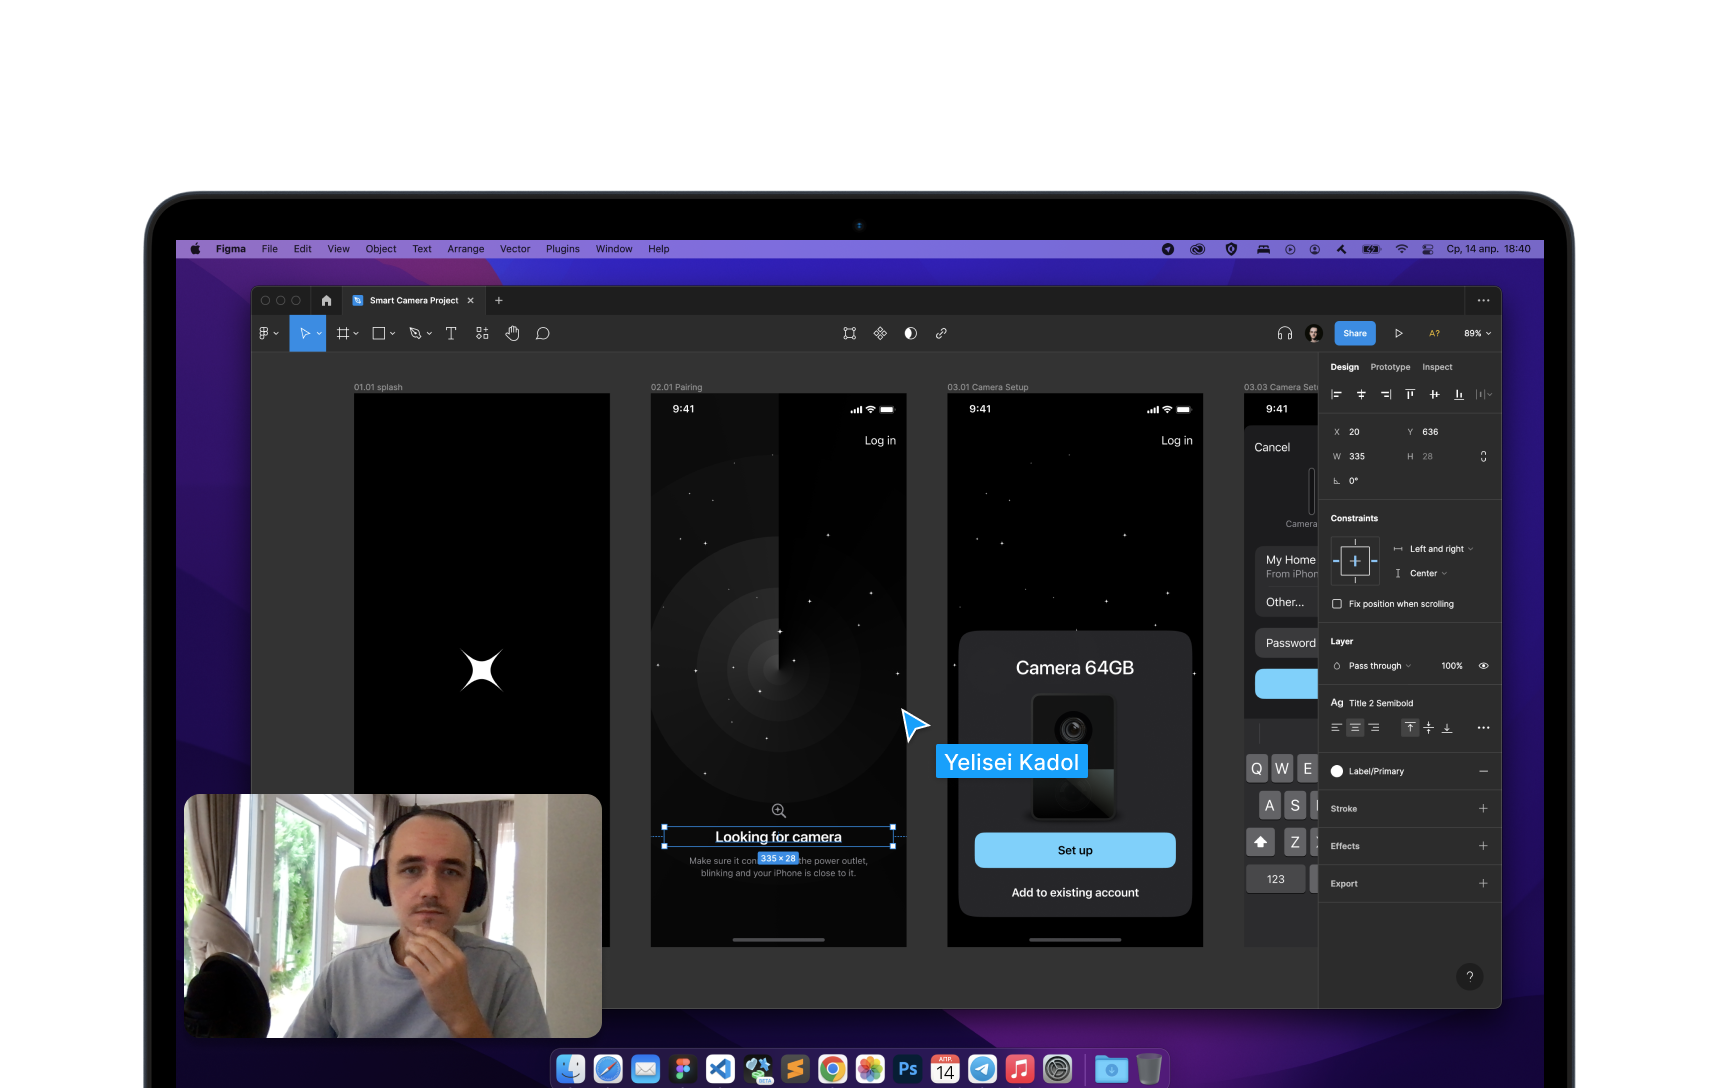 Figma File Edit View Object Text Arrange Vector Plugins Window Help
Ср, 14 апр. 18:40
Smart Camera Project
Share
A?
89%
01.01 splash
02.01 Pairing
9:41
Log in
Looking for camera
335 × 28
Make sure it con the power outlet,
blinking and your iPhone is close to it.
03.01 Camera Setup
9:41
Log in
Camera 64GB
Set up
Add to existing account
Yelisei Kadol
03.03 Camera Set
9:41
Cancel
Camera
My Home
From iPhon
Other...
Password
Q W E
A S
Z
123
Design Prototype Inspect
X 20 Y 636
W 335 H 28
0°
Constraints
Left and right
Center
Fix position when scrolling
Layer
Pass through 100%
Ag Title 2 Semibold
Label/Primary
Stroke
Effects
Export
?
BETA
Ps
АПР.
14